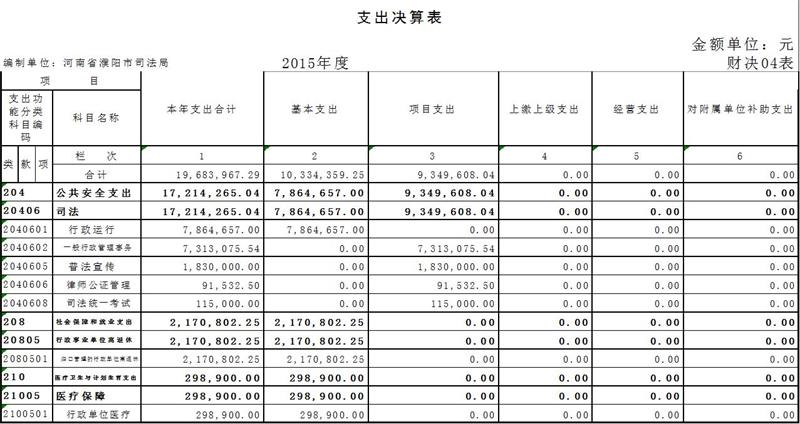 支出决算表
金额单位：元
编制单位：河南省濮阳市司法局 2015年度 财决04表
项 目 本年支出合计 基本支出 项目支出 上缴上级支出 经营支出 对附属单位补助支出
支出功能分类科目编码 科目名称
类 款 项 栏 次 1 2 3 4 5 6
合计 19,683,967.29 10,334,359.25 9,349,608.04 0.00 0.00 0.00
204 公共安全支出 17,214,265.04 7,864,657.00 9,349,608.04 0.00 0.00 0.00
20406 司法 17,214,265.04 7,864,657.00 9,349,608.04 0.00 0.00 0.00
2040601 行政运行 7,864,657.00 7,864,657.00 0.00 0.00 0.00 0.00
2040602 一般行政管理事务 7,313,075.54 0.00 7,313,075.54 0.00 0.00 0.00
2040605 普法宣传 1,830,000.00 0.00 1,830,000.00 0.00 0.00 0.00
2040606 律师公证管理 91,532.50 0.00 91,532.50 0.00 0.00 0.00
2040608 司法统一考试 115,000.00 0.00 115,000.00 0.00 0.00 0.00
208 社会保障和就业支出 2,170,802.25 2,170,802.25 0.00 0.00 0.00 0.00
20805 行政事业单位离退休 2,170,802.25 2,170,802.25 0.00 0.00 0.00 0.00
2080501 归口管理的行政单位离退休 2,170,802.25 2,170,802.25 0.00 0.00 0.00 0.00
210 医疗卫生与计划生育支出 298,900.00 298,900.00 0.00 0.00 0.00 0.00
21005 医疗保障 298,900.00 298,900.00 0.00 0.00 0.00 0.00
2100501 行政单位医疗 298,900.00 298,900.00 0.00 0.00 0.00 0.00